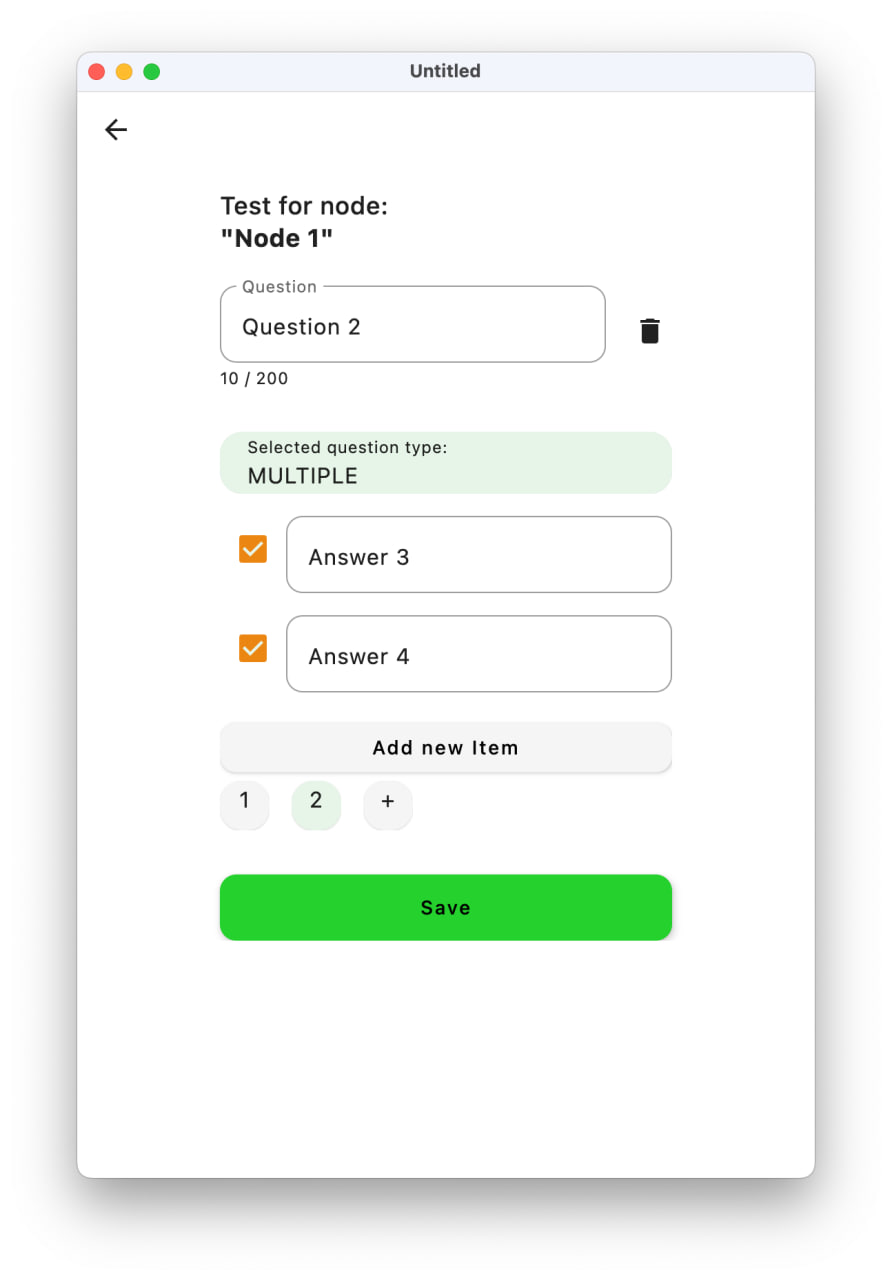 Untitled
Test for node:
"Node 1"
Question
Question 2
10 / 200
Selected question type:
MULTIPLE
Answer 3
Answer 4
Add new Item
1 2 +
Save